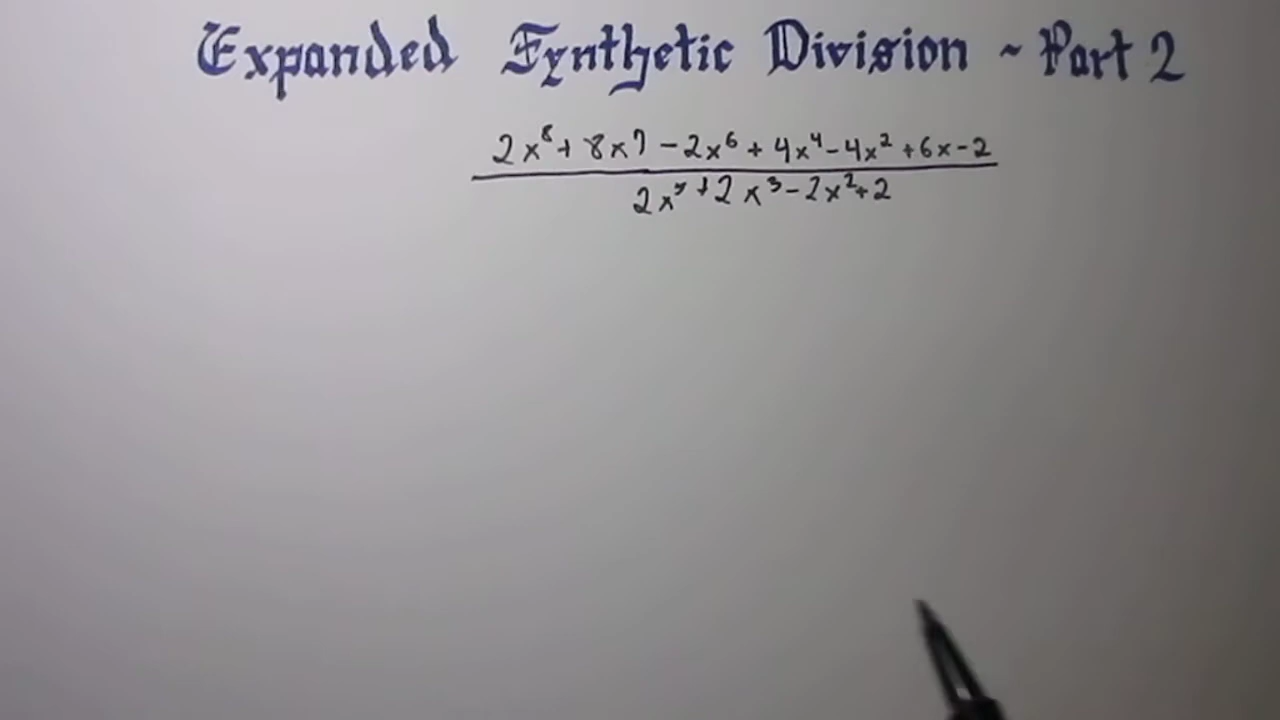 Expanded Synthetic Division ~ Part 2
2x⁸ + 8x⁷ - 2x⁶ + 4x⁴ - 4x² + 6x - 2
2x⁵ + 2x³ - 2x² + 2